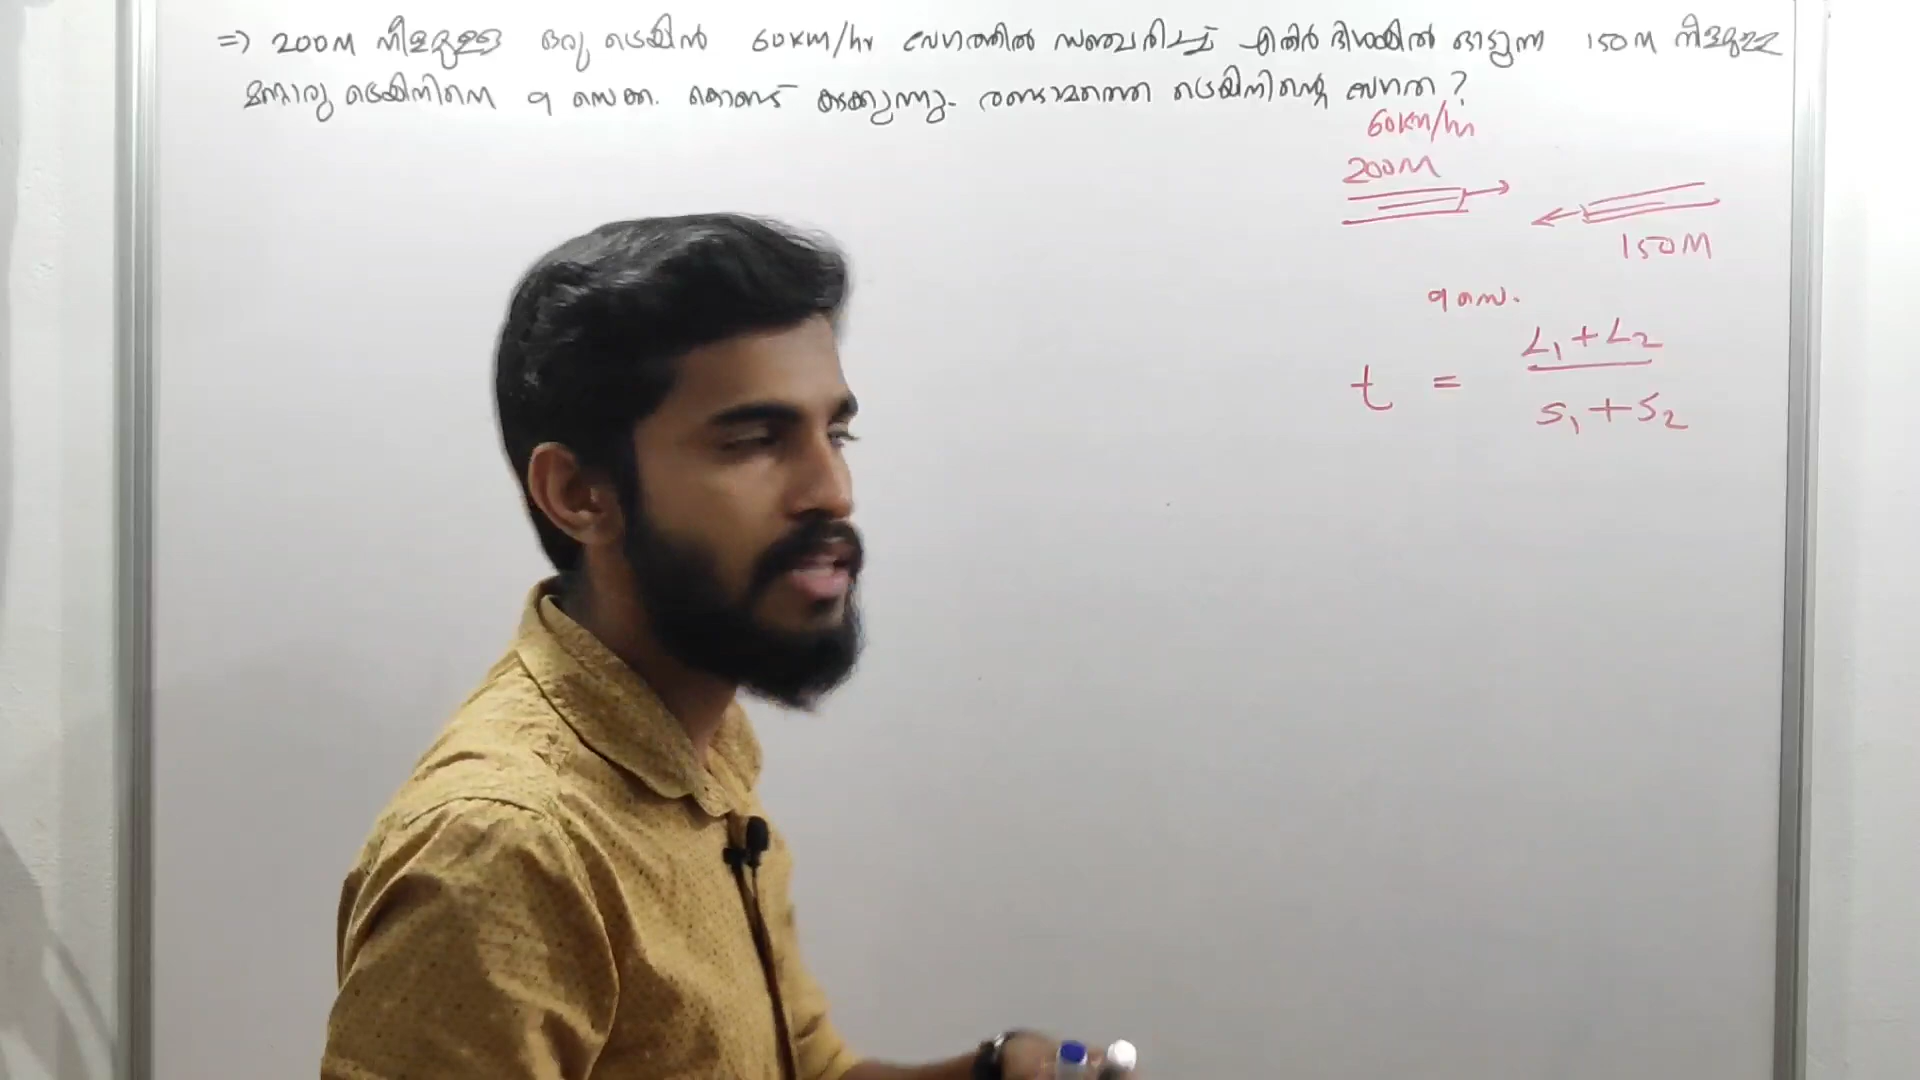 => 200M നീളമുള്ള ഒരു ട്രെയിൻ 60KM/hr വേഗത്തിൽ സഞ്ചരിച്ച് എതിർ ദിശയിൽ ഓടുന്ന 150M നീളമുള്ള
മറ്റൊരു ട്രെയിനിനെ 9 സെക്ക. കൊണ്ട് കടക്കുന്നു. രണ്ടാമത്തെ ട്രെയിനിന്റെ വേഗത ?
60KM/hr
200M
150M
9 സെ.
t = L₁+L₂
S₁+S₂